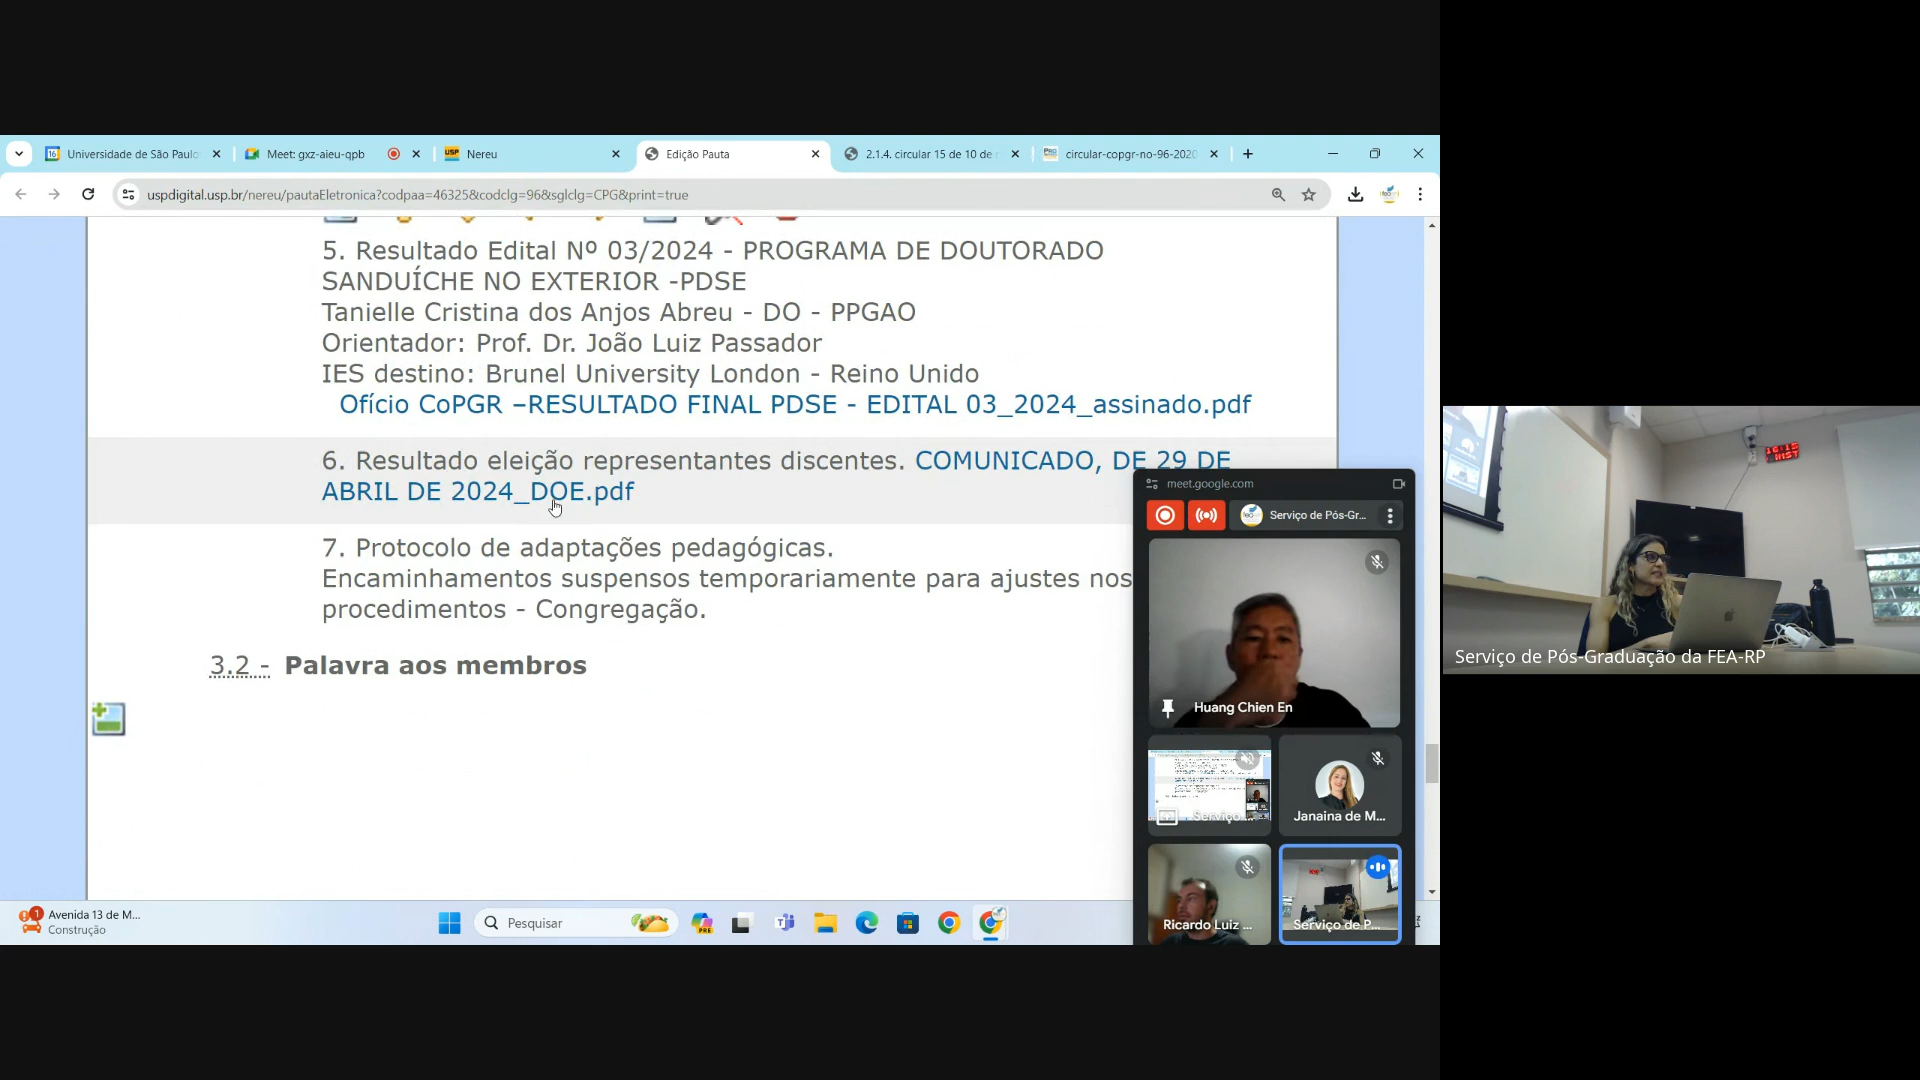 16
Universidade de São Paulo
Meet: gxz-aieu-qpb
USP
Nereu
Edição Pauta
2.1.4. circular 15 de 10 de
circular-copgr-no-96-2020
uspdigital.usp.br/nereu/pautaEletronica?codpaa=46325&codclg=96&sglclg=CPG&print=true
5. Resultado Edital Nº 03/2024 - PROGRAMA DE DOUTORADO
SANDUÍCHE NO EXTERIOR -PDSE
Tanielle Cristina dos Anjos Abreu - DO - PPGAO
Orientador: Prof. Dr. João Luiz Passador
IES destino: Brunel University London - Reino Unido
Ofício CoPGR –RESULTADO FINAL PDSE - EDITAL 03_2024_assinado.pdf
6. Resultado eleição representantes discentes. COMUNICADO, DE 29 DE
ABRIL DE 2024_DOE.pdf
7. Protocolo de adaptações pedagógicas.
Encaminhamentos suspensos temporariamente para ajustes nos
procedimentos - Congregação.
3.2 - Palavra aos membros
meet.google.com
Serviço de Pós-Gr...
Huang Chien En
Serviço...
Janaina de M...
Ricardo Luiz ...
Serviço de P...
Serviço de Pós-Graduação da FEA-RP
1
Avenida 13 de M...
Construção
Pesquisar
PRE